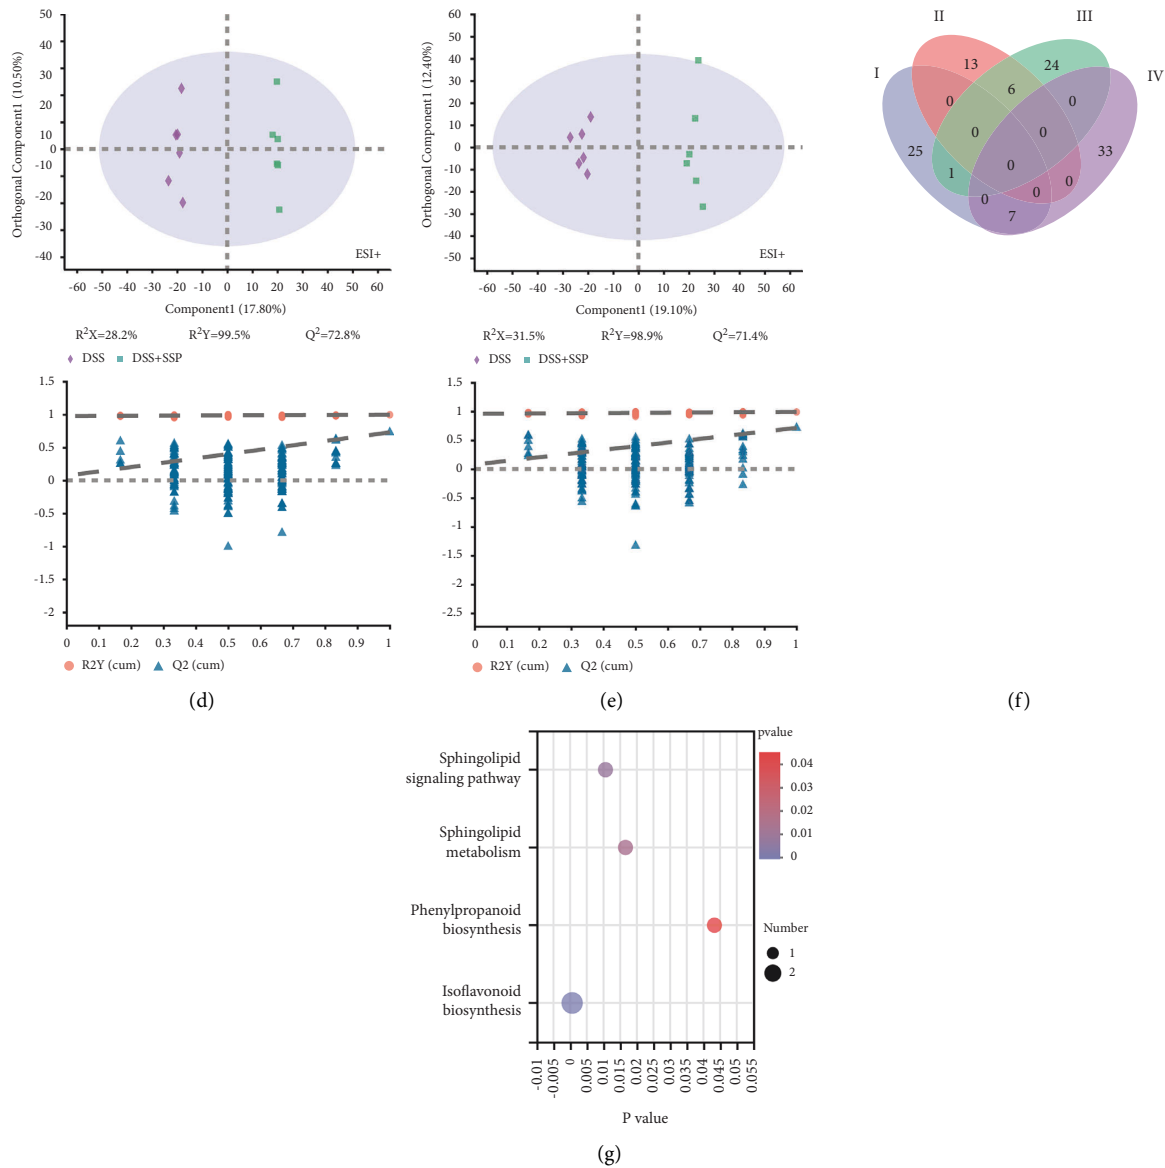 50
40
30
20
10
0
-10
-20
-30
-40
Orthogonal Component1 (10.50%)
ESI+
-60 -50 -40 -30 -20 -10 0 10 20 30 40 50 60
Component1 (17.80%)
R²X=28.2% R²Y=99.5% Q²=72.8%
DSS DSS+SSP
1.5
1
0.5
0
-0.5
-1
-1.5
-2
0 0.1 0.2 0.3 0.4 0.5 0.6 0.7 0.8 0.9 1
R2Y (cum) Q2 (cum)
(d)
60
50
40
30
20
10
0
-10
-20
-30
-40
-50
Orthogonal Component1 (12.40%)
ESI+
-60 -50 -40 -30 -20 -10 0 10 20 30 40 50 60
Component1 (19.10%)
R²X=31.5% R²Y=98.9% Q²=71.4%
DSS DSS+SSP
1.5
1
0.5
0
-0.5
-1
-1.5
-2
-2.5
0 0.1 0.2 0.3 0.4 0.5 0.6 0.7 0.8 0.9 1
R2Y (cum) Q2 (cum)
(e)
II III
I IV
13 24
0 6 0
0 0
25 33
1 0 0
0 0
7
(f)
Sphingolipid
signaling pathway
Sphingolipid
metabolism
Phenylpropanoid
biosynthesis
Isoflavonoid
biosynthesis
-0.01 -0.005 0 0.005 0.01 0.015 0.02 0.025 0.03 0.035 0.04 0.045 0.05 0.055
P value
pvalue
0.04
0.03
0.02
0.01
0
Number
1
2
(g)